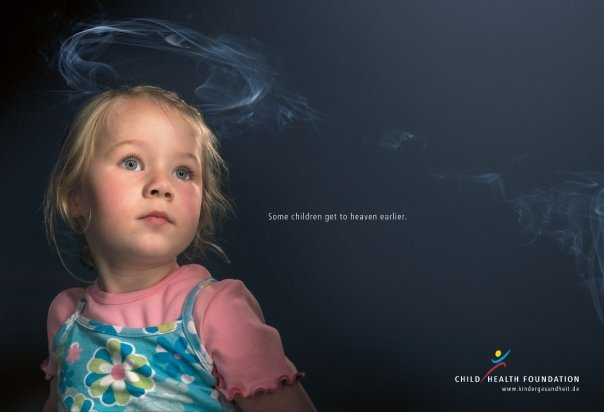 Some children get to heaven earlier.
CHILD HEALTH FOUNDATION
www.kindergesundheit.de